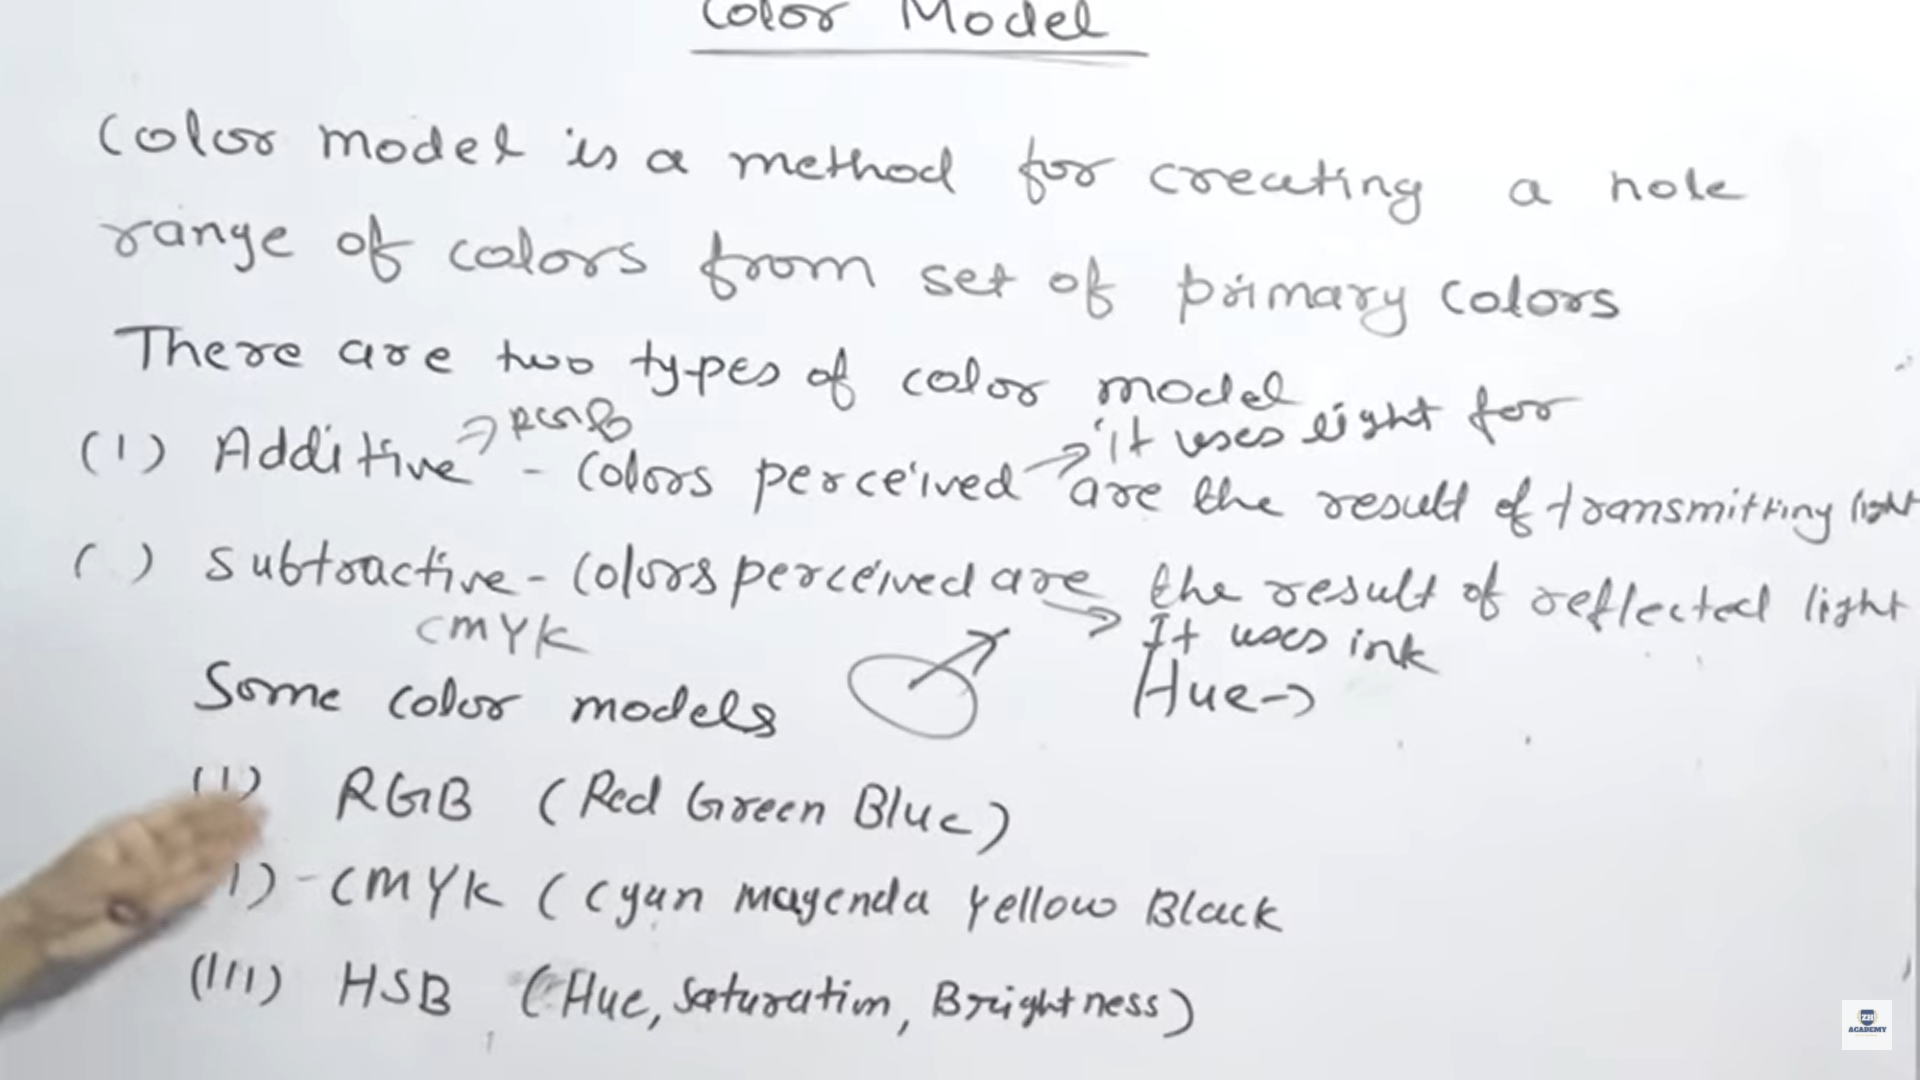 Color Model
Color model is a method for creating a hole
range of colors from set of primary colors
There are two types of color model
(1) Additive → RGB - Colors perceived are the result of transmitting light
→ it uses light for
( ) Subtractive - Colors perceived are the result of reflected light
CMYK
→ It uses ink
Some color models
Hue→
(I) RGB (Red Green Blue)
I) - CMYK (Cyan Magenda Yellow Black
(III) HSB (Hue, Saturation, Brightness)
ZH
ACADEMY